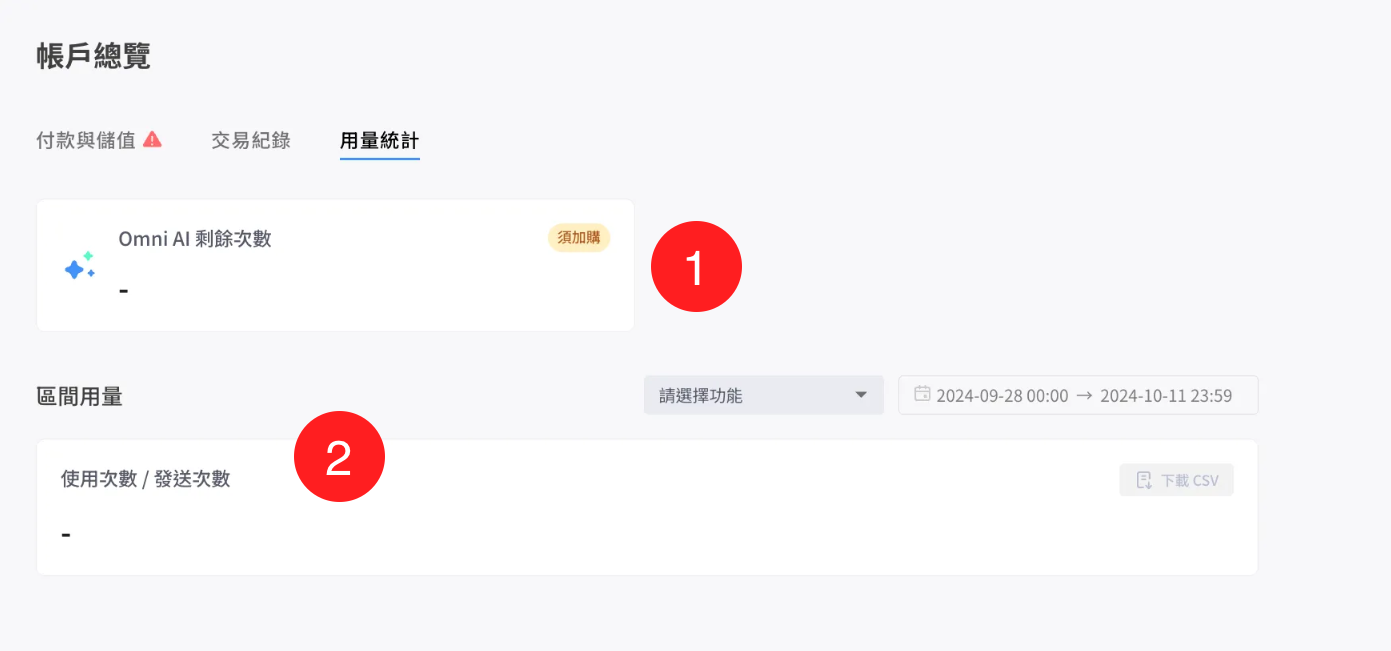 帳戶總覽
付款與儲值 交易紀錄 用量統計
Omni AI 剩餘次數 須加購
-
1
區間用量 請選擇功能 2024-09-28 00:00 → 2024-10-11 23:59
2
使用次數 / 發送次數 下載 CSV
-